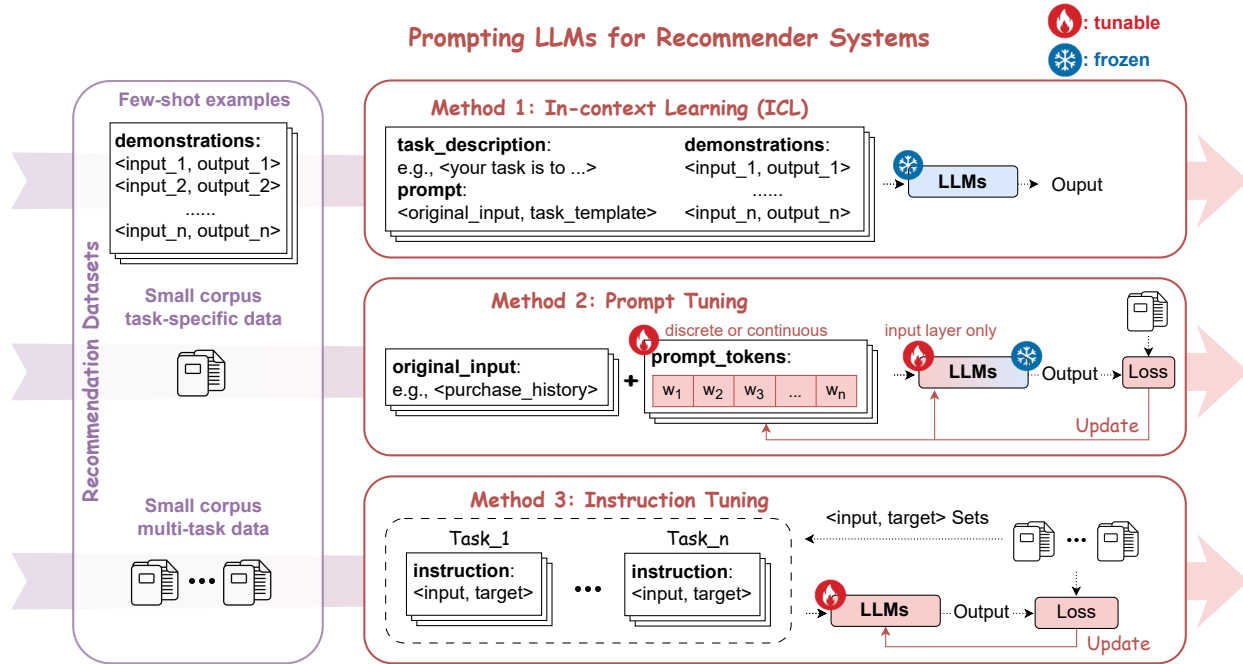 Prompting LLMs for Recommender Systems
: tunable
: frozen
Recommendation Datasets
Few-shot examples
demonstrations:
<input_1, output_1>
<input_2, output_2>
......
<input_n, output_n>
Small corpus
task-specific data
Small corpus
multi-task data
Method 1: In-context Learning (ICL)
task_description:
e.g., <your task is to ...>
prompt:
<original_input, task_template>
demonstrations:
<input_1, output_1>
......
<input_n, output_n>
LLMs
Ouput
Method 2: Prompt Tuning
original_input:
e.g., <purchase_history>
+
discrete or continuous
prompt_tokens:
w1 w2 w3 ... wn
input layer only
LLMs
Output
Loss
Update
Method 3: Instruction Tuning
Task_1
instruction:
<input, target>
Task_n
instruction:
<input, target>
<input, target> Sets
LLMs
Output
Loss
Update